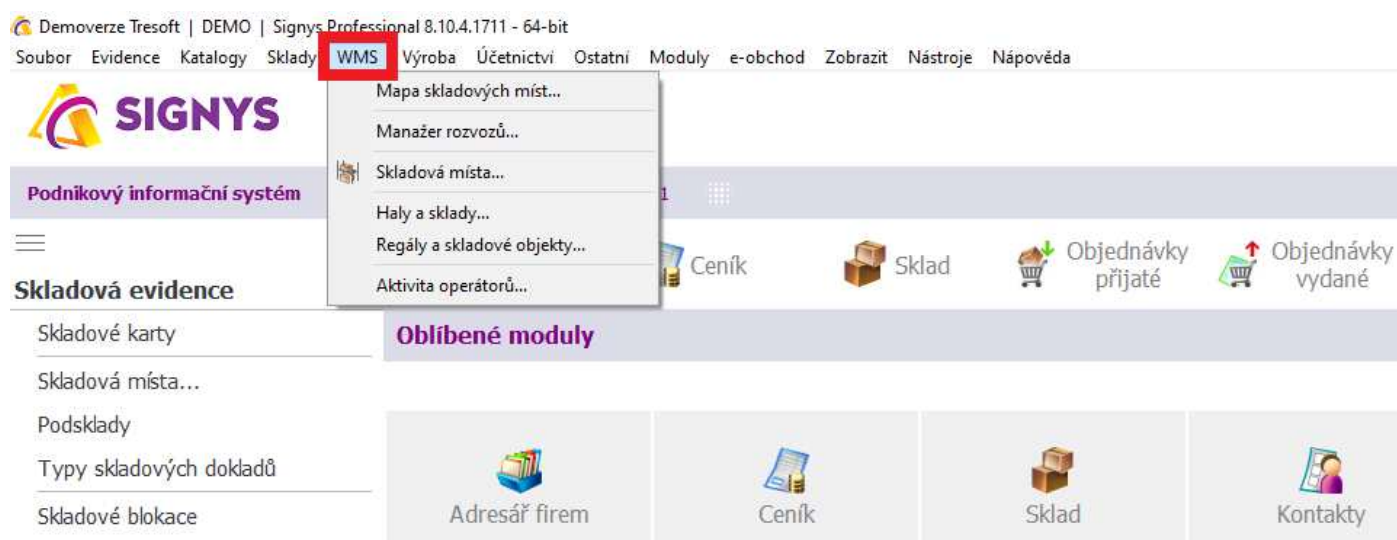 Demoverze Tresoft | DEMO | Signys Professional 8.10.4.1711 - 64-bit
Soubor Evidence Katalogy Sklady WMS Výroba Účetnictví Ostatní Moduly e-obchod Zobrazit Nástroje Nápověda
SIGNYS
Mapa skladových míst...
Manažer rozvozů...
Skladová místa...
Haly a sklady...
Regály a skladové objekty...
Aktivita operátorů...
Podnikový informační systém 1
Ceník Sklad Objednávky přijaté Objednávky vydané
Skladová evidence
Skladové karty
Skladová místa...
Podsklady
Typy skladových dokladů
Skladové blokace
Oblíbené moduly
Adresář firem Ceník Sklad Kontakty